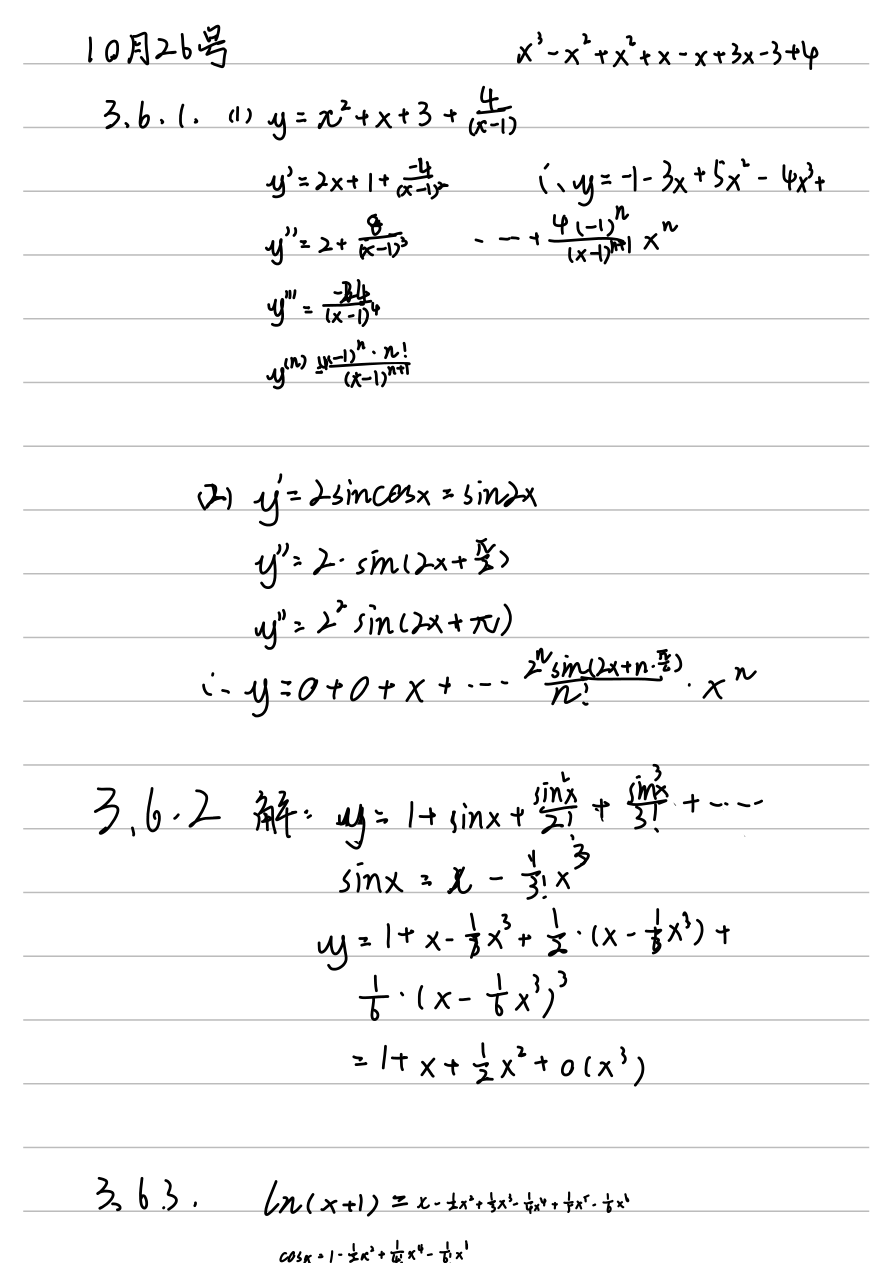 10月26号
x³-x²+x²+x-x+3x-3+4
3.6.1. (1) y = x²+x+3+4/(x-1)
y' = 2x+1+-4/(x-1)²
i、y = -1-3x+5x²-4x³+
y'' = 2+8/(x-1)³
··· + 4(-1)ⁿ/(x-1)ⁿ⁺¹ xⁿ
y''' = /(x-1)⁴
y⁽ⁿ⁾ = (-1)ⁿ·n!/(x-1)ⁿ⁺¹
(2) y' = 2sincosx = sin2x
y'' = 2·sin(2x+π/2)
y'' = 2² sin(2x+π)
i- y = 0+0+x+··· 2ⁿsin(2x+n·π/2)/n! · xⁿ
3.6.2 解: y = 1+sinx+sin²x/2!+sin³x/3!+····
sinx = x - 1/3! x³
y = 1+x-1/6x³+1/2·(x-1/6x³)+
1/6·(x-1/6x³)³
= 1+x+1/2x²+o(x³)
3.6.3. ln(x+1) = x-1/2x²+1/3x³-1/4x⁴+1/5x⁵-1/6x⁶
cosx = 1-1/2x²+1/4!x⁴-1/6!x⁶